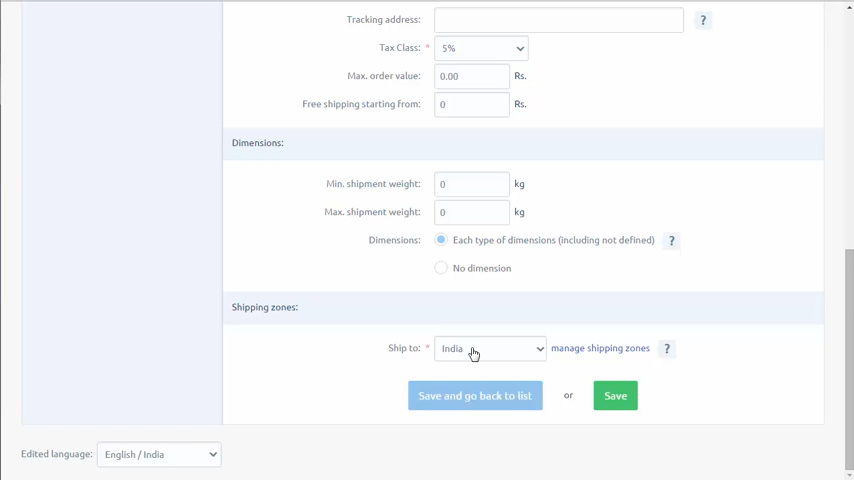 Tracking address: ?
Tax Class: * 5%
Max. order value: 0.00 Rs.
Free shipping starting from: 0 Rs.
Dimensions:
Min. shipment weight: 0 kg
Max. shipment weight: 0 kg
Dimensions: Each type of dimensions (including not defined) ?
No dimension
Shipping zones:
Ship to: * India manage shipping zones ?
Save and go back to list or Save
Edited language: English / India